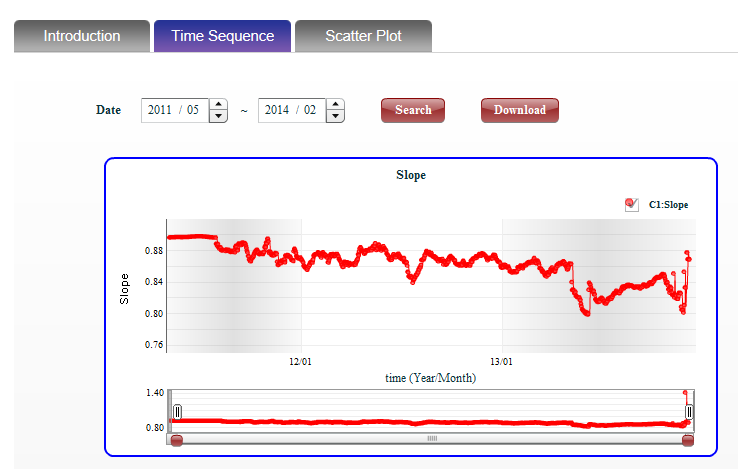 Introduction
Time Sequence
Scatter Plot
Date 2011 / 05 ~ 2014 / 02 Search Download
Slope
C1:Slope
Slope
0.88
0.84
0.80
0.76
12/01 13/01
time (Year/Month)
1.40
0.80